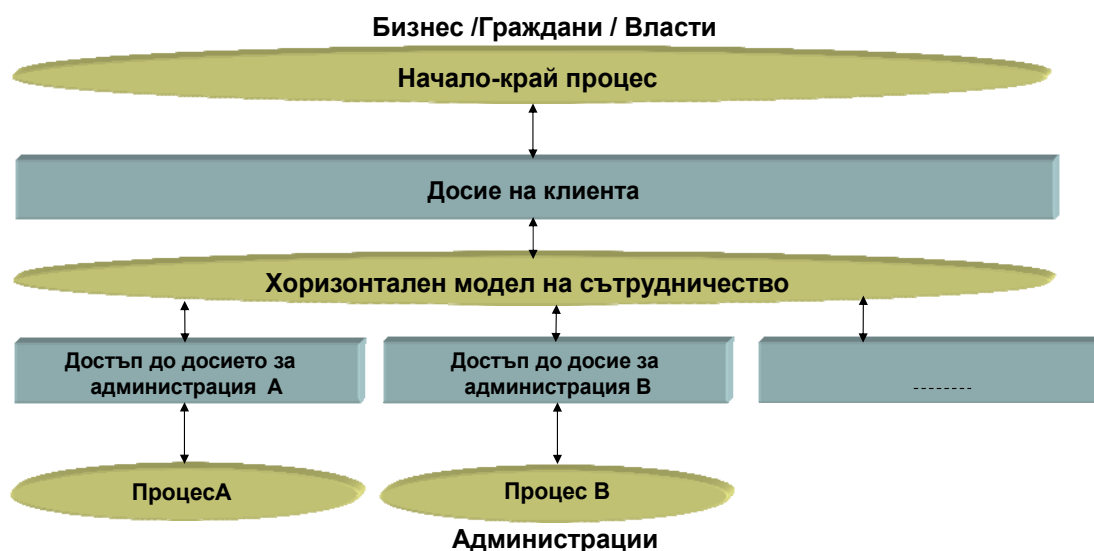 Бизнес /Граждани / Власти
Начало-край процес
Досие на клиента
Хоризонтален модел на сътрудничество
Достъп до досието за
администрация А
Достъп до досие за
администрация В
--------
ПроцесА
Процес В
Администрации